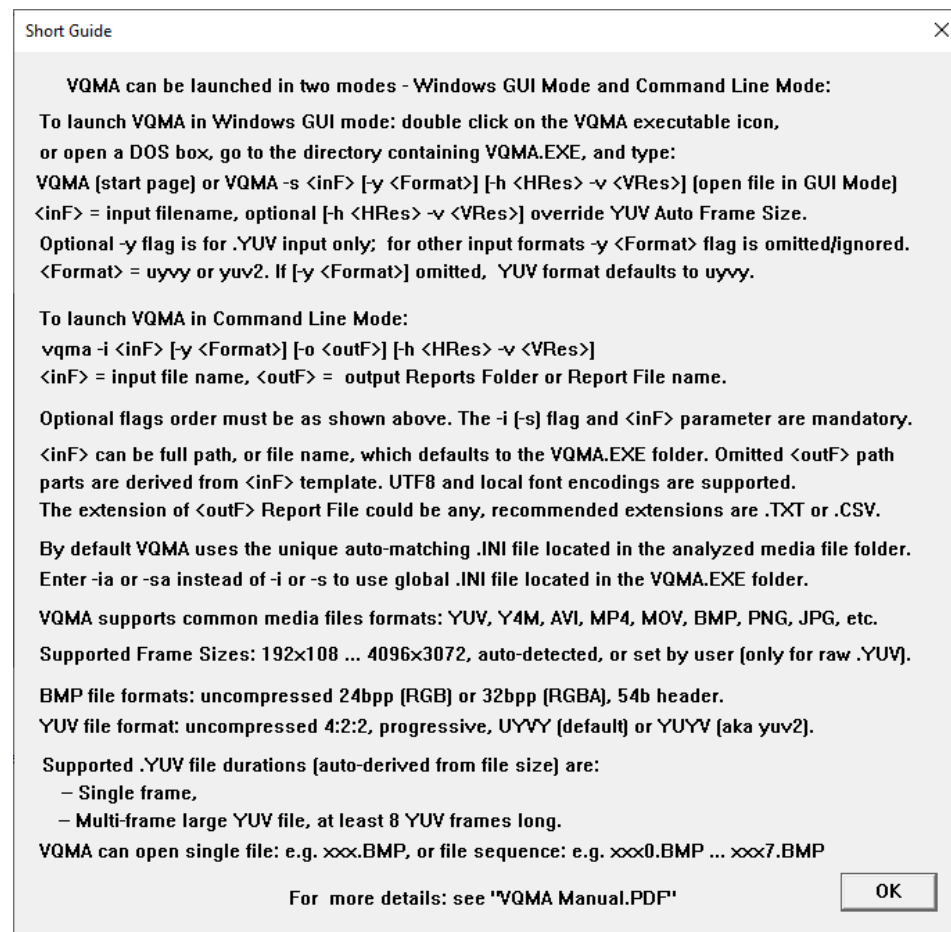 Short Guide
VQMA can be launched in two modes - Windows GUI Mode and Command Line Mode:
To launch VQMA in Windows GUI mode: double click on the VQMA executable icon,
or open a DOS box, go to the directory containing VQMA.EXE, and type:
VQMA (start page) or VQMA -s <inF> [-y <Format>] [-h <HRes> -v <VRes>] (open file in GUI Mode)
<inF> = input filename, optional [-h <HRes> -v <VRes>] override YUV Auto Frame Size.
Optional -y flag is for .YUV input only;  for other input formats -y <Format> flag is omitted/ignored.
<Format> = uyvy or yuv2. If [-y <Format>] omitted,  YUV format defaults to uyvy.
To launch VQMA in Command Line Mode:
vqma -i <inF> [-y <Format>] [-o <outF>] [-h <HRes> -v <VRes>]
<inF> = input file name, <outF> =  output Reports Folder or Report File name.
Optional flags order must be as shown above. The -i (-s) flag and <inF> parameter are mandatory.
<inF> can be full path, or file name, which defaults to the VQMA.EXE folder. Omitted <outF> path
parts are derived from <inF> template. UTF8 and local font encodings are supported.
The extension of <outF> Report File could be any, recommended extensions are .TXT or .CSV.
By default VQMA uses the unique auto-matching .INI file located in the analyzed media file folder.
Enter -ia or -sa instead of -i or -s to use global .INI file located in the VQMA.EXE folder.
VQMA supports common media files formats: YUV, Y4M, AVI, MP4, MOV, BMP, PNG, JPG, etc.
Supported Frame Sizes: 192x108 ... 4096x3072, auto-detected, or set by user (only for raw .YUV).
BMP file formats: uncompressed 24bpp (RGB) or 32bpp (RGBA), 54b header.
YUV file format: uncompressed 4:2:2, progressive, UYVY (default) or YUYV (aka yuv2).
Supported .YUV file durations (auto-derived from file size) are:
– Single frame,
– Multi-frame large YUV file, at least 8 YUV frames long.
VQMA can open single file: e.g. xxx.BMP, or file sequence: e.g. xxx0.BMP ... xxx7.BMP
For  more details: see "VQMA Manual.PDF"
OK